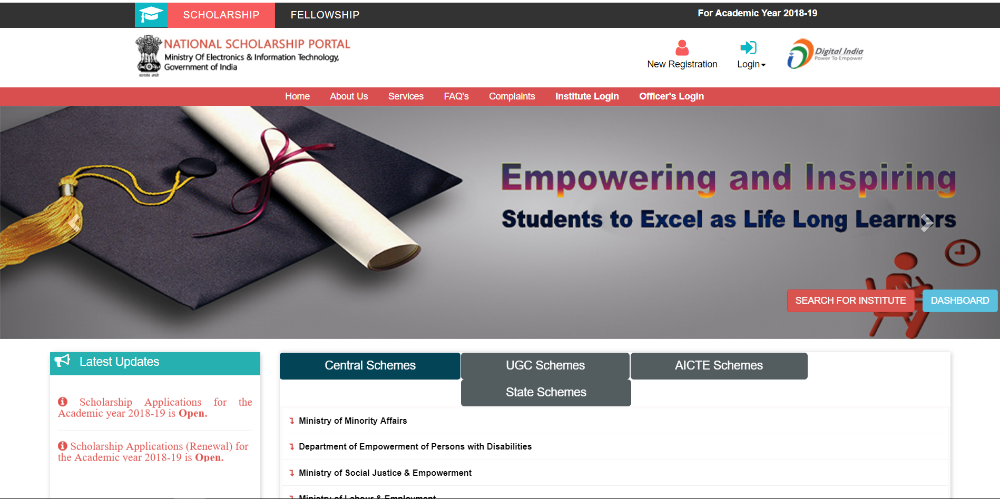 SCHOLARSHIP
FELLOWSHIP
For Academic Year 2018-19
NATIONAL SCHOLARSHIP PORTAL
Ministry Of Electronics & Information Technology,
Government of India
New Registration
Login
Digital India
Power To Empower
Home
About Us
Services
FAQ's
Complaints
Institute Login
Officer's Login
Empowering and Inspiring
Students to Excel as Life Long Learners
SEARCH FOR INSTITUTE
DASHBOARD
Latest Updates
Scholarship Applications for the
Academic year 2018-19 is Open.
Scholarship Applications (Renewal) for
the Academic year 2018-19 is Open.
Central Schemes
UGC Schemes
AICTE Schemes
State Schemes
Ministry of Minority Affairs
Department of Empowerment of Persons with Disabilities
Ministry of Social Justice & Empowerment
Ministry of Labour & Employment